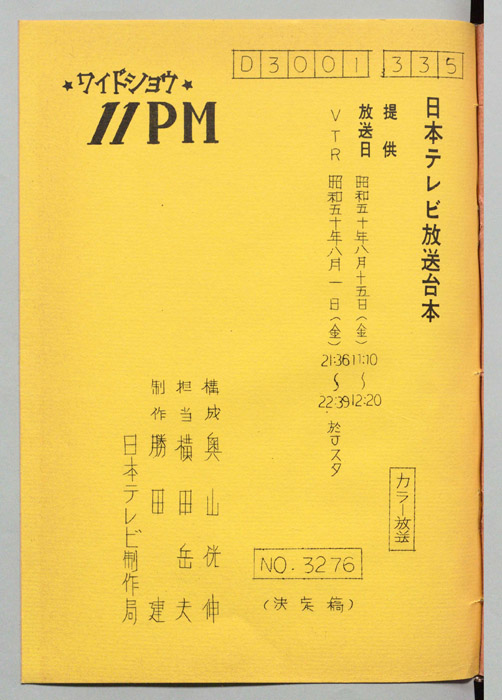 D3001 335
★ワイドショウ★
11PM
日本テレビ放送台本
提供
放送日 昭和五十年八月十五日(金) 11:10〜12:20
VTR 昭和五十年八月一日(金) 21:36〜22:39 於Jスタ
カラー放送
NO. 3276
(決定稿)
構成 奥山侊伸
担当 横田岳夫
制作 勝田建
日本テレビ制作局